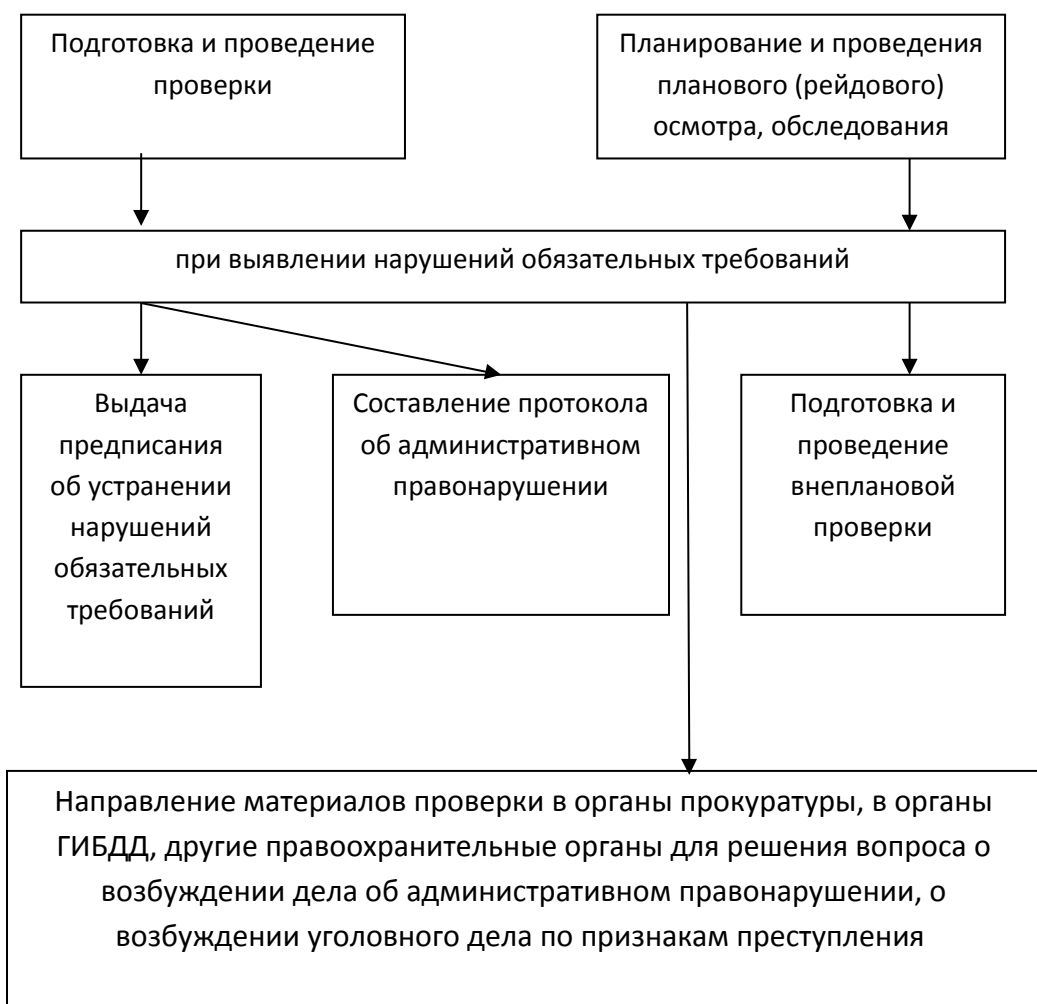 Подготовка и проведение
проверки
Планирование и проведения
планового (рейдового)
осмотра, обследования
при выявлении нарушений обязательных требований
Выдача
предписания
об устранении
нарушений
обязательных
требований
Составление протокола
об административном
правонарушении
Подготовка и
проведение
внеплановой
проверки
Направление материалов проверки в органы прокуратуры, в органы
ГИБДД, другие правоохранительные органы для решения вопроса о
возбуждении дела об административном правонарушении, о
возбуждении уголовного дела по признакам преступления